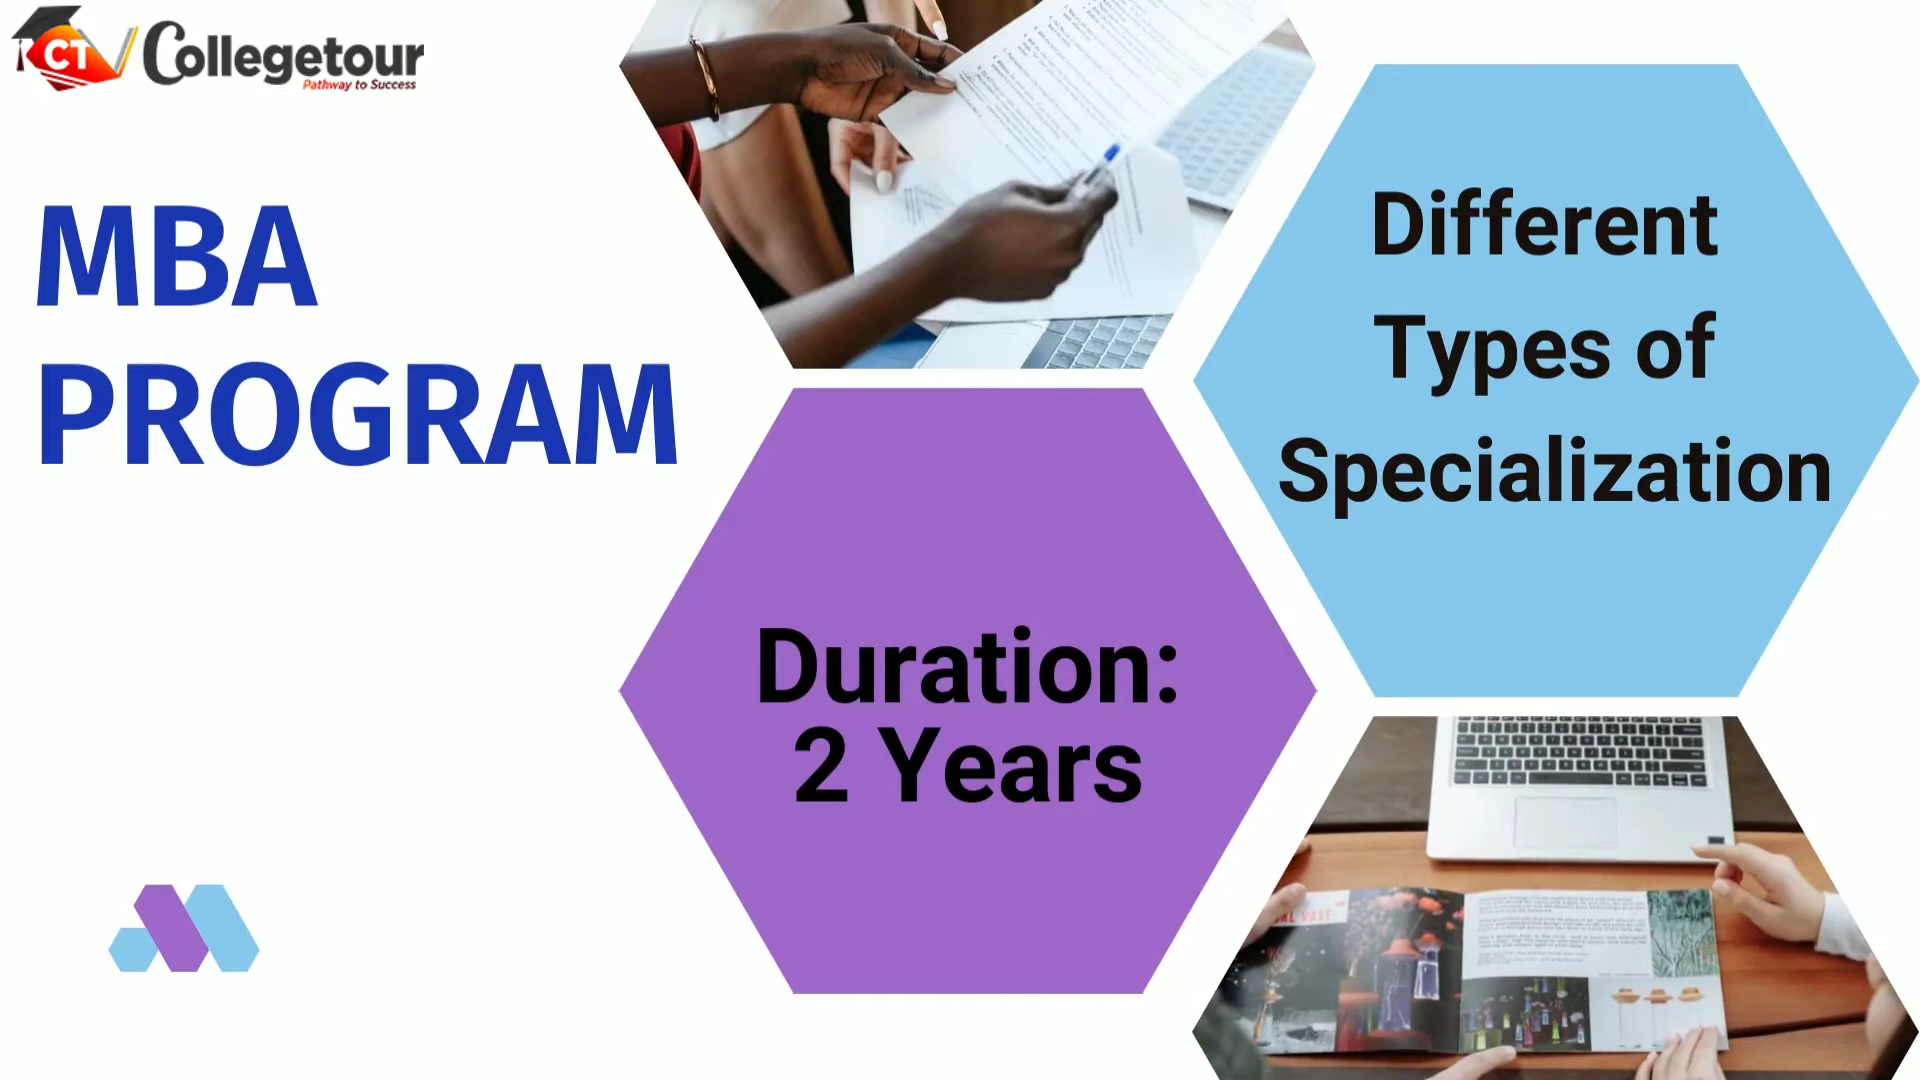 CT Collegetour
Pathway to Success
MBA
PROGRAM
Different
Types of
Specialization
Duration:
2 Years